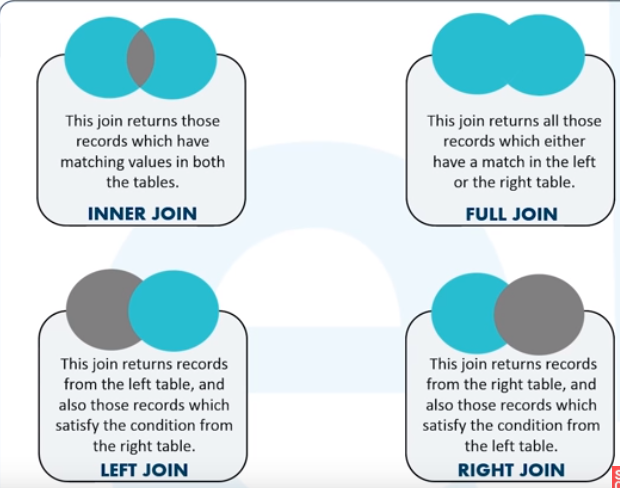 This join returns those
records which have
matching values in both
the tables.
INNER JOIN
This join returns all those
records which either
have a match in the left
or the right table.
FULL JOIN
This join returns records
from the left table, and
also those records which
satisfy the condition from
the right table.
LEFT JOIN
This join returns records
from the right table, and
also those records which
satisfy the condition from
the left table.
RIGHT JOIN